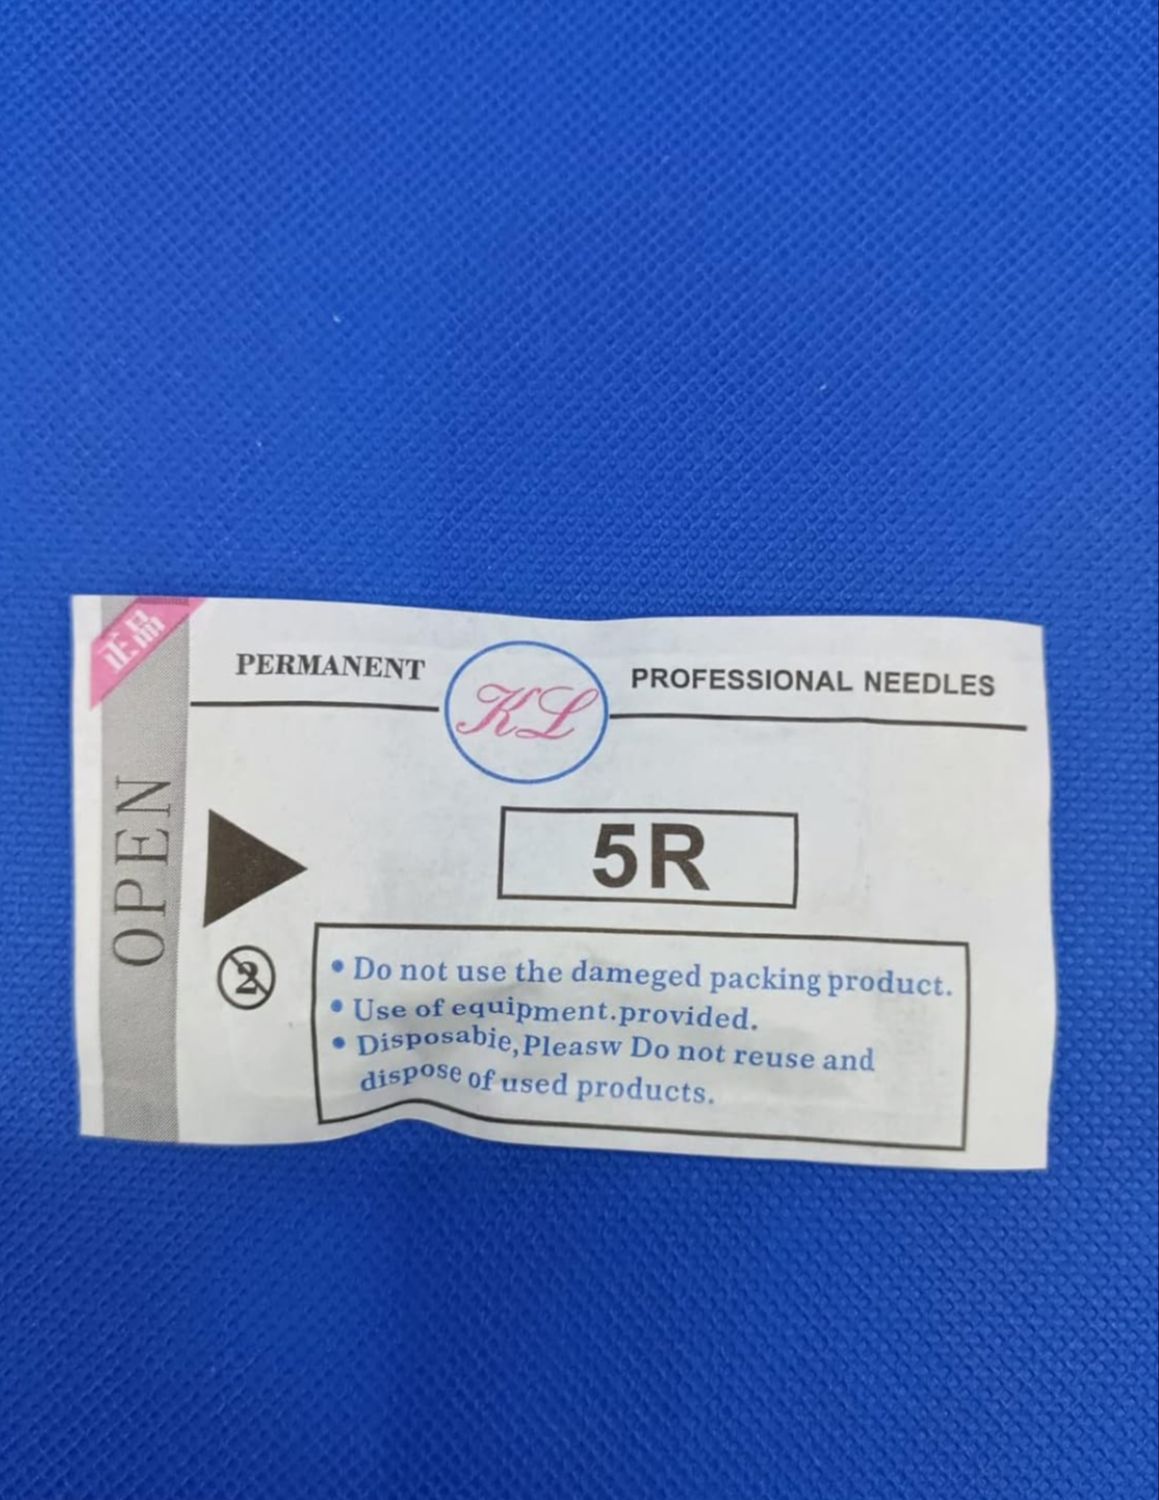 正品
PERMANENT
KL
PROFESSIONAL NEEDLES
OPEN
5R
2
• Do not use the dameged packing product.
• Use of equipment.provided.
• Disposabie,Pleasw Do not reuse and
dispose of used products.